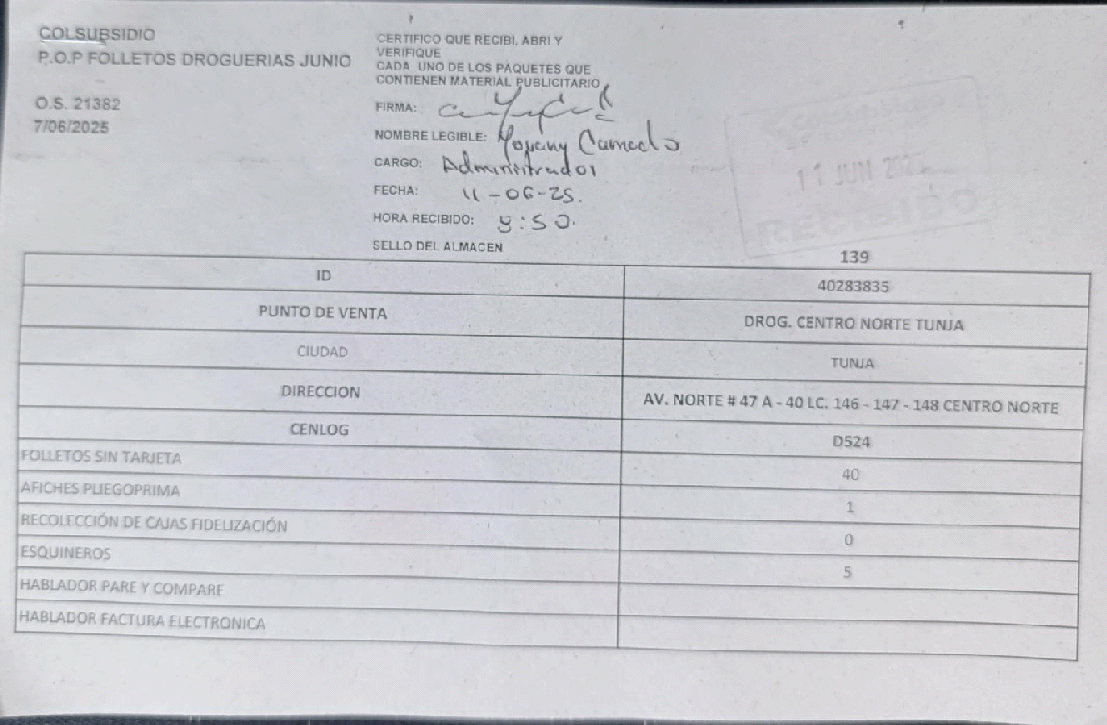 COLSUBSIDIO
P.O.P FOLLETOS DROGUERIAS JUNIO
O.S. 21382
7/06/2025
CERTIFICO QUE RECIBI, ABRI Y
VERIFIQUE
CADA UNO DE LOS PAQUETES QUE
CONTIENEN MATERIAL PUBLICITARIO
FIRMA:
NOMBRE LEGIBLE: Yoveny Camelo
CARGO: Administrador
FECHA: 11-06-25.
HORA RECIBIDO: 9:50.
SELLO DEL ALMACEN
11 JUN 2025
RECIBIDO
139
ID 40283835
PUNTO DE VENTA DROG. CENTRO NORTE TUNJA
CIUDAD TUNJA
DIRECCION AV. NORTE # 47 A - 40 LC. 146 - 147 - 148 CENTRO NORTE
CENLOG D524
FOLLETOS SIN TARJETA 40
AFICHES PLIEGOPRIMA 1
RECOLECCIÓN DE CAJAS FIDELIZACIÓN 0
ESQUINEROS 5
HABLADOR PARE Y COMPARE
HABLADOR FACTURA ELECTRONICA